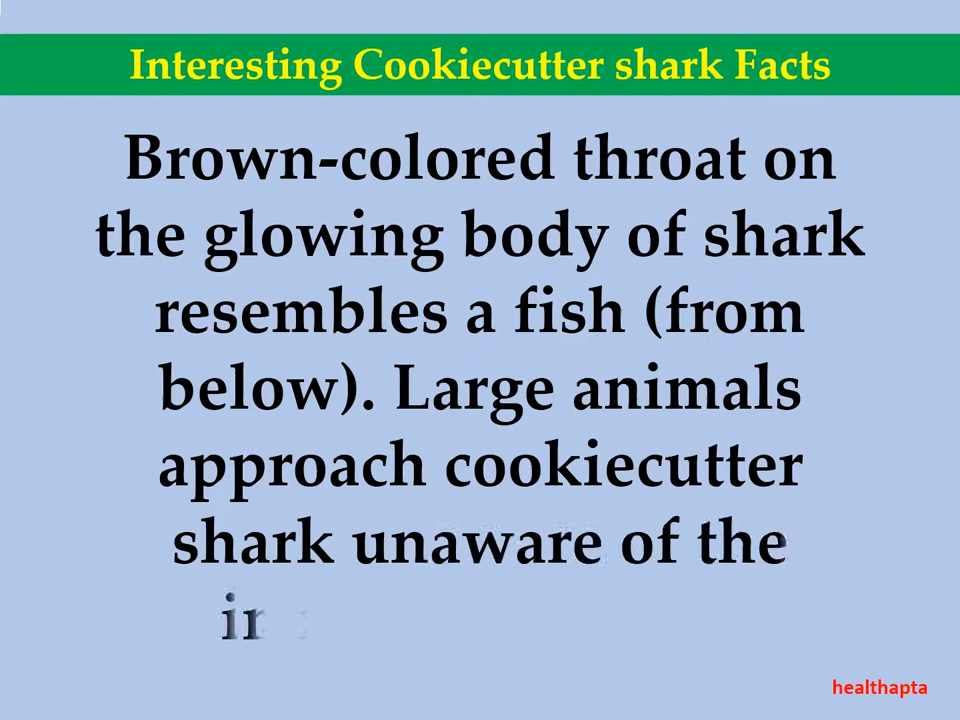 Interesting Cookiecutter shark Facts
Brown-colored throat on
the glowing body of shark
resembles a fish (from
below). Large animals
approach cookiecutter
shark unaware of the
healthapta